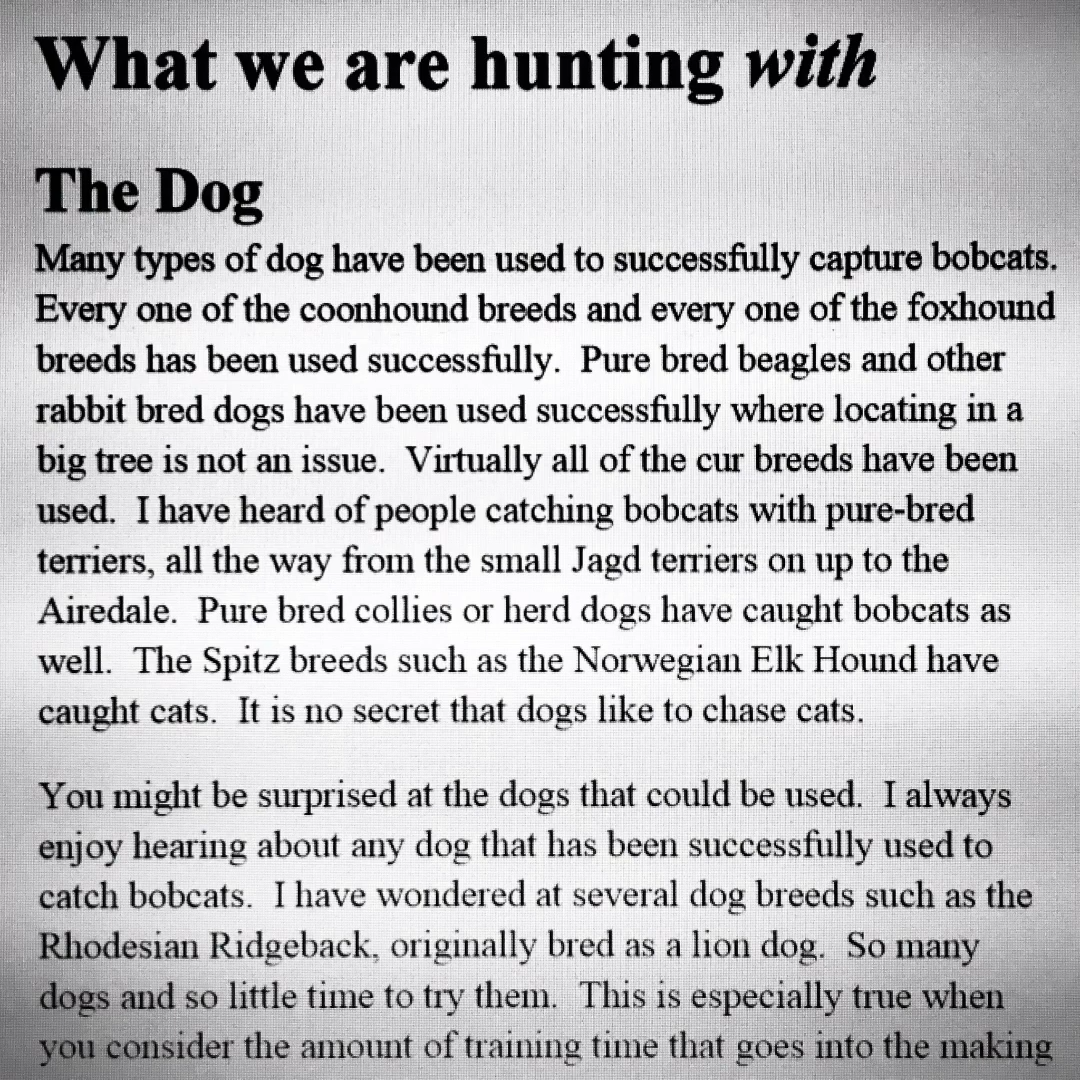 What we are hunting with
The Dog
Many types of dog have been used to successfully capture bobcats.
Every one of the coonhound breeds and every one of the foxhound
breeds has been used successfully.  Pure bred beagles and other
rabbit bred dogs have been used successfully where locating in a
big tree is not an issue.  Virtually all of the cur breeds have been
used.  I have heard of people catching bobcats with pure-bred
terriers, all the way from the small Jagd terriers on up to the
Airedale.  Pure bred collies or herd dogs have caught bobcats as
well.  The Spitz breeds such as the Norwegian Elk Hound have
caught cats.  It is no secret that dogs like to chase cats.
You might be surprised at the dogs that could be used.  I always
enjoy hearing about any dog that has been successfully used to
catch bobcats.  I have wondered at several dog breeds such as the
Rhodesian Ridgeback, originally bred as a lion dog.  So many
dogs and so little time to try them.  This is especially true when
you consider the amount of training time that goes into the making